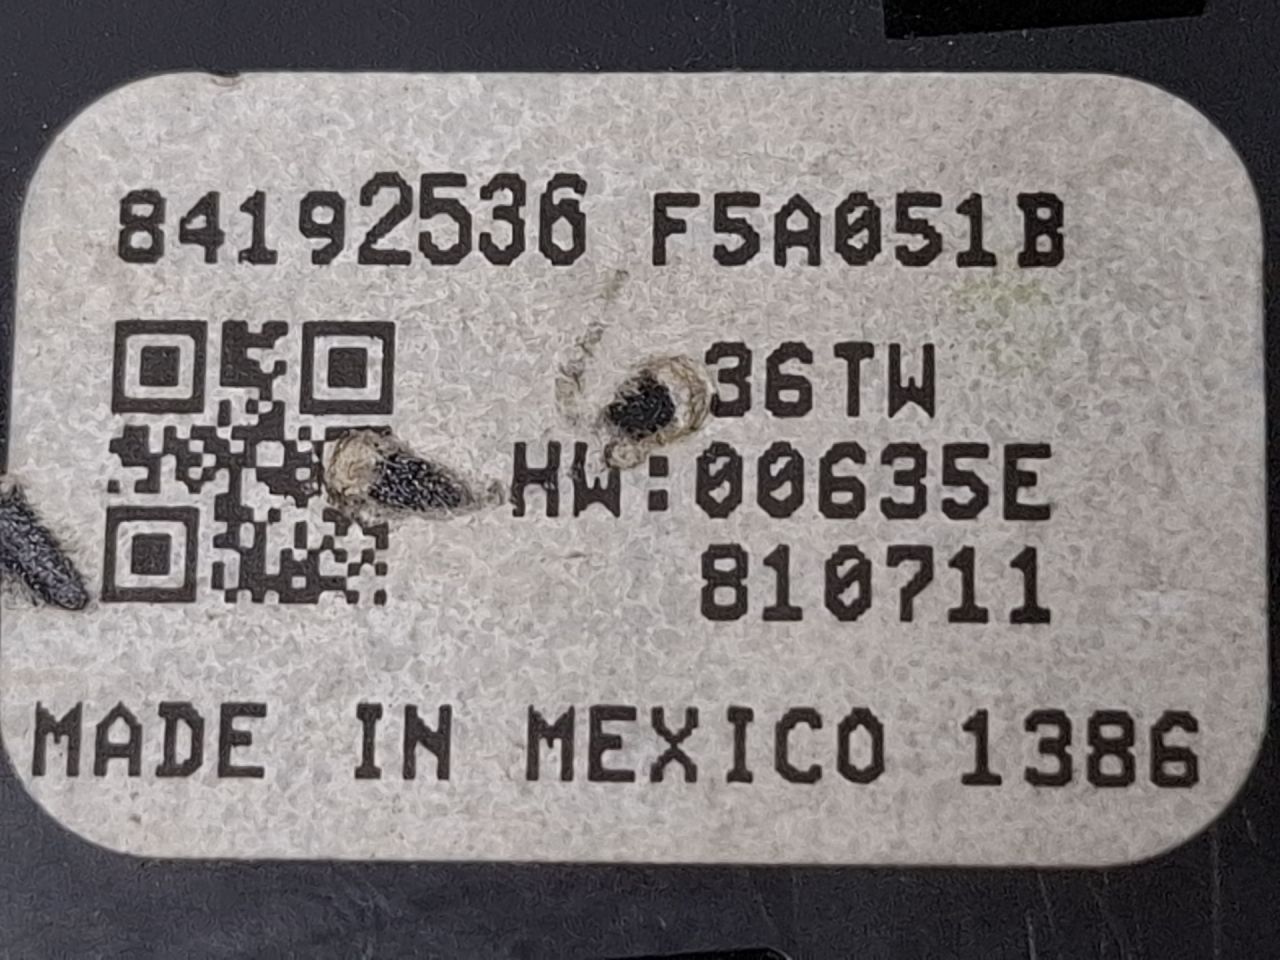 84192536 F5A051B
36TW
HW:00635E
810711
MADE IN MEXICO 1386